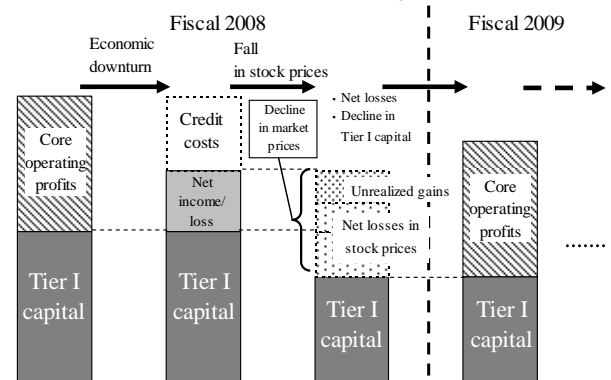 Fiscal 2008
Fiscal 2009
Economic
downturn
Fall
in stock prices
Core
operating
profits
Tier I
capital
Credit
costs
Net
income/
loss
Tier I
capital
Decline
in market
prices
・Net losses
・Decline in
Tier I capital
Unrealized gains
Net losses in
stock prices
Tier I
capital
Core
operating
profits
Tier I
capital